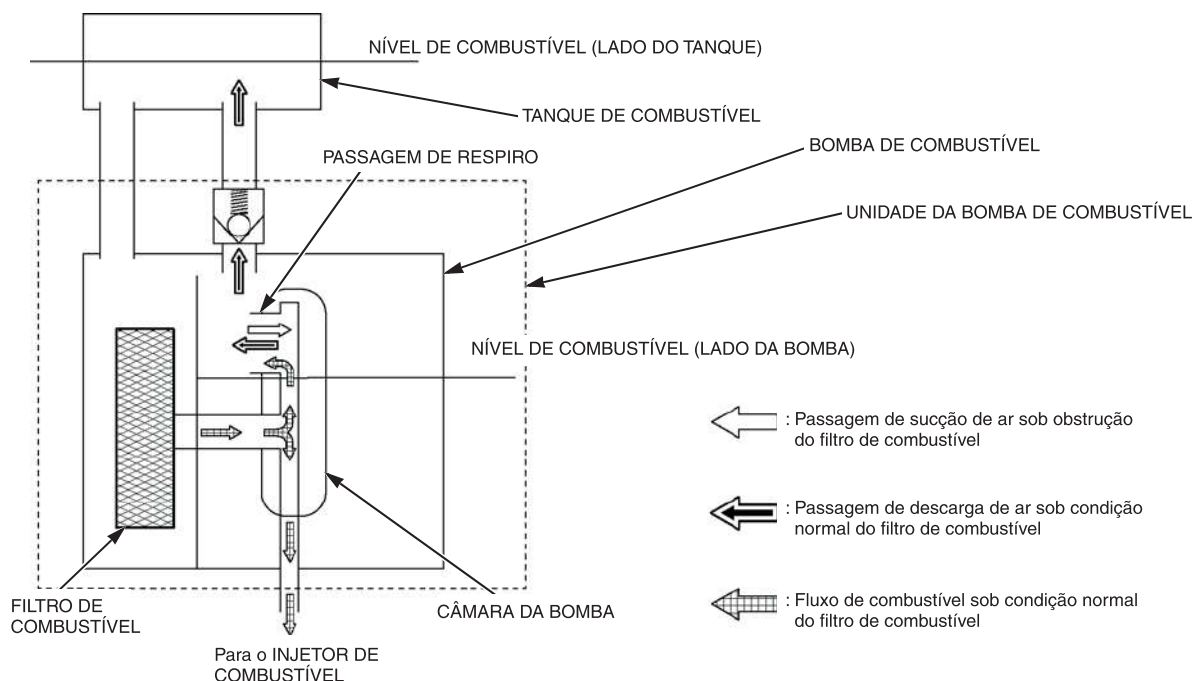 NÍVEL DE COMBUSTÍVEL (LADO DO TANQUE)
TANQUE DE COMBUSTÍVEL
BOMBA DE COMBUSTÍVEL
PASSAGEM DE RESPIRO
UNIDADE DA BOMBA DE COMBUSTÍVEL
NÍVEL DE COMBUSTÍVEL (LADO DA BOMBA)
: Passagem de sucção de ar sob obstrução
do filtro de combustível
: Passagem de descarga de ar sob condição
normal do filtro de combustível
: Fluxo de combustível sob condição normal
do filtro de combustível
FILTRO DE
COMBUSTÍVEL
CÂMARA DA BOMBA
Para o INJETOR DE
COMBUSTÍVEL